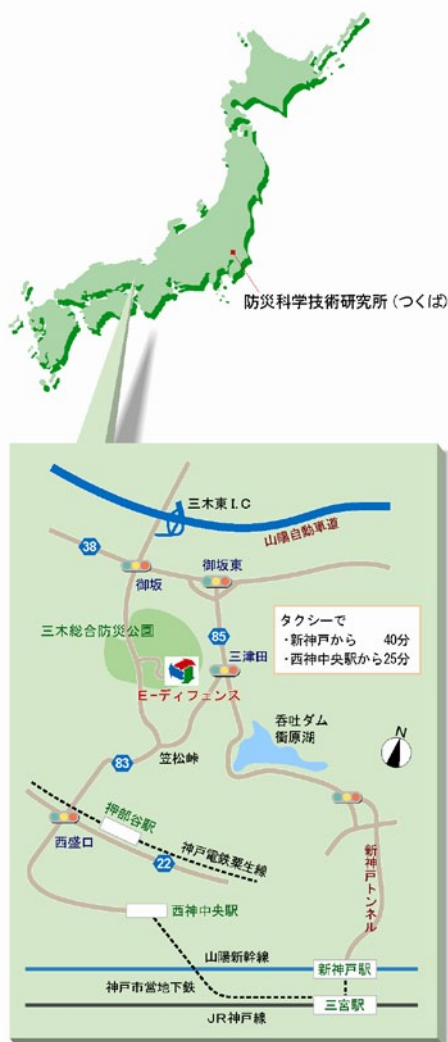 防災科学技術研究所（つくば）
三木東I.C
山陽自動車道
38
御坂
御坂東
三木総合防災公園
85
三津田
タクシーで
・新神戸から　40分
・西神中央駅から25分
E-ディフェンス
呑吐ダム
衝原湖
N
笠松峠
83
押部谷駅
西盛口
神戸電鉄粟生線
22
新神戸トンネル
西神中央駅
山陽新幹線
新神戸駅
神戸市営地下鉄
三宮駅
JR神戸線